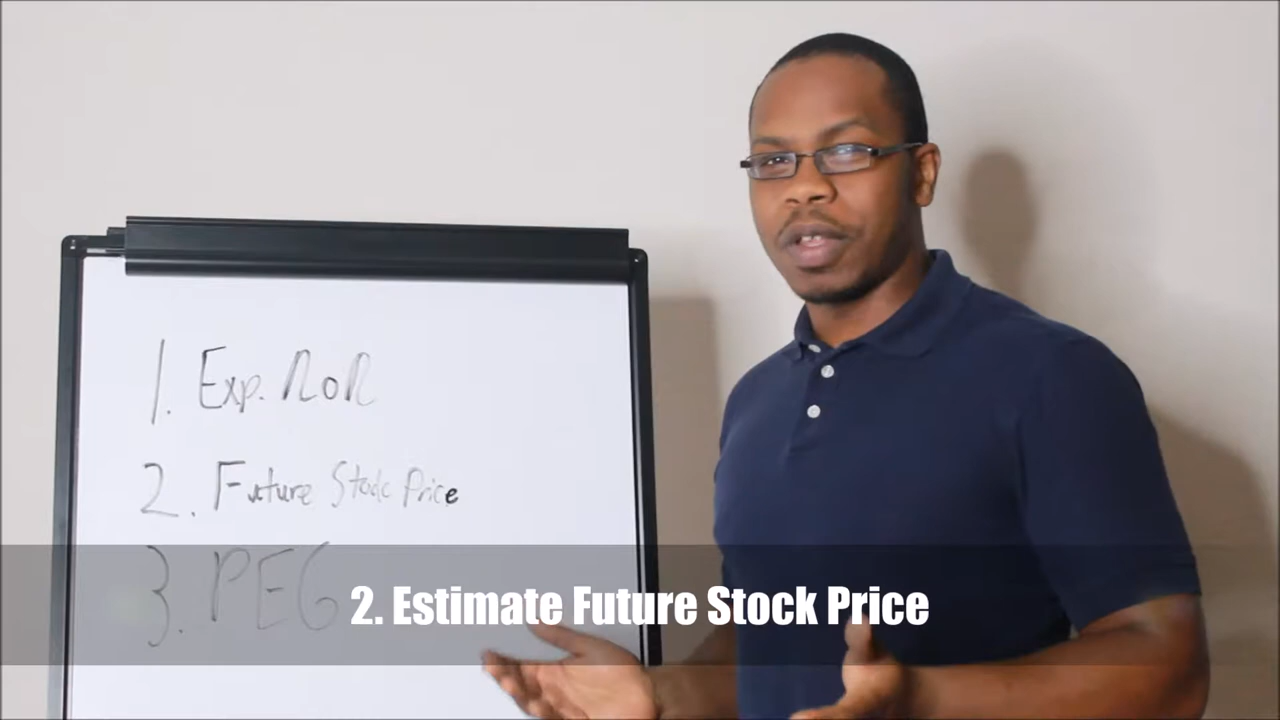 1. Exp. RoR
2. Future Stock Price
3. PEG
2. Estimate Future Stock Price